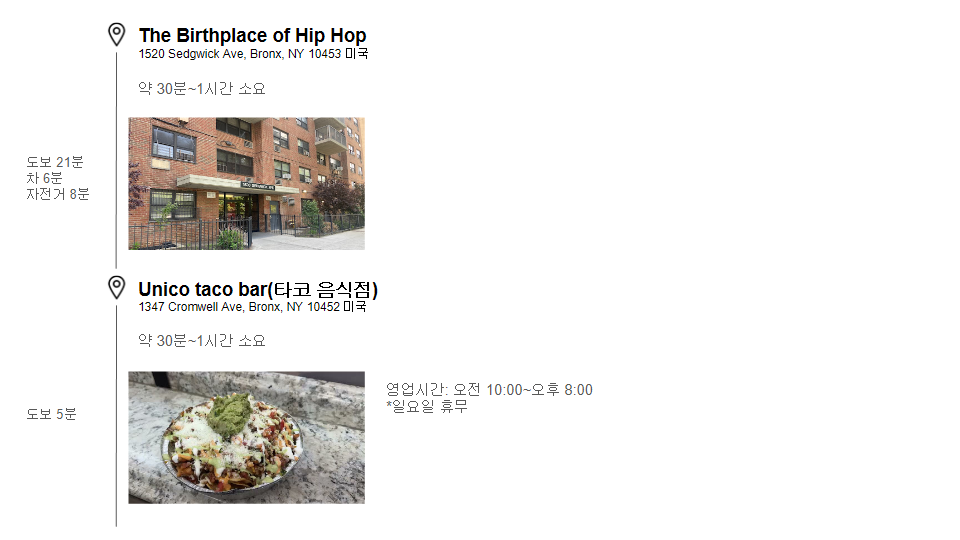 The Birthplace of Hip Hop
1520 Sedgwick Ave, Bronx, NY 10453 미국
약 30분~1시간 소요
도보 21분
차 6분
자전거 8분
Unico taco bar(타코 음식점)
1347 Cromwell Ave, Bronx, NY 10452 미국
약 30분~1시간 소요
영업시간: 오전 10:00~오후 8:00
*일요일 휴무
도보 5분